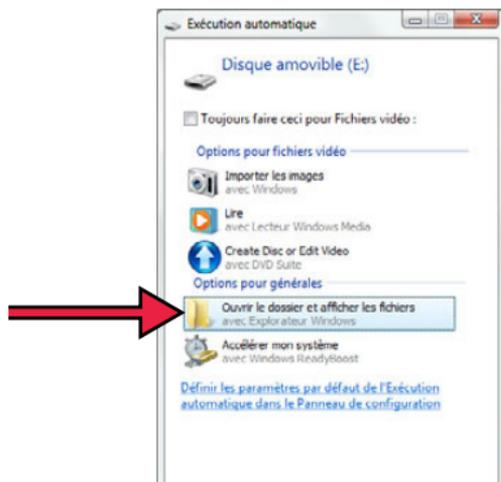 Exécution automatique
Disque amovible (E:)
Toujours faire ceci pour Fichiers vidéo :
Options pour fichiers vidéo
Importer les images
avec Windows
Lire
avec Lecteur Windows Media
Create Disc or Edit Video
avec DVD Suite
Options pour générales
Ouvrir le dossier et afficher les fichiers
avec Explorateur Windows
Accélérer mon système
avec Windows ReadyBoost
Définir les paramètres par défaut de l'Exécution
automatique dans le Panneau de configuration